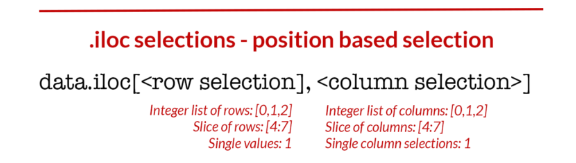 .iloc selections - position based selection
data.iloc[<row selection], <column selection>]
Integer list of rows: [0,1,2]
Slice of rows: [4:7]
Single values: 1
Integer list of columns: [0,1,2]
Slice of columns: [4:7]
Single column selections: 1